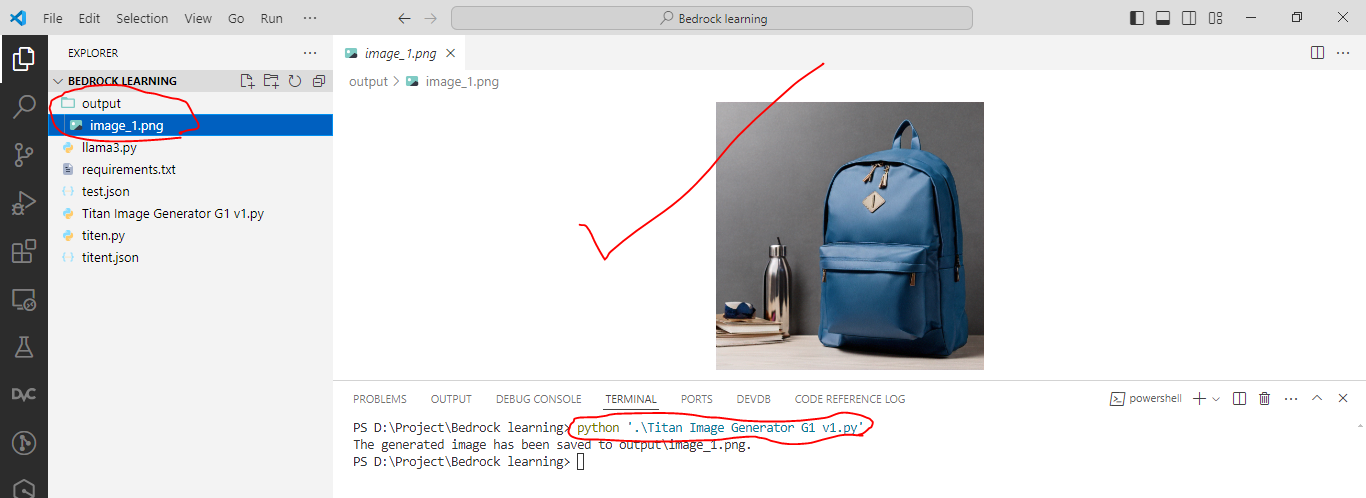 File Edit Selection View Go Run ··· Bedrock learning
EXPLORER ···
BEDROCK LEARNING
output
image_1.png
llama3.py
requirements.txt
test.json
Titan Image Generator G1 v1.py
titen.py
titent.json
DVC
image_1.png
output > image_1.png
PROBLEMS OUTPUT DEBUG CONSOLE TERMINAL PORTS DEVDB CODE REFERENCE LOG powershell
PS D:\Project\Bedrock learning> python '.\Titan Image Generator G1 v1.py'
The generated image has been saved to output\image_1.png.
PS D:\Project\Bedrock learning>